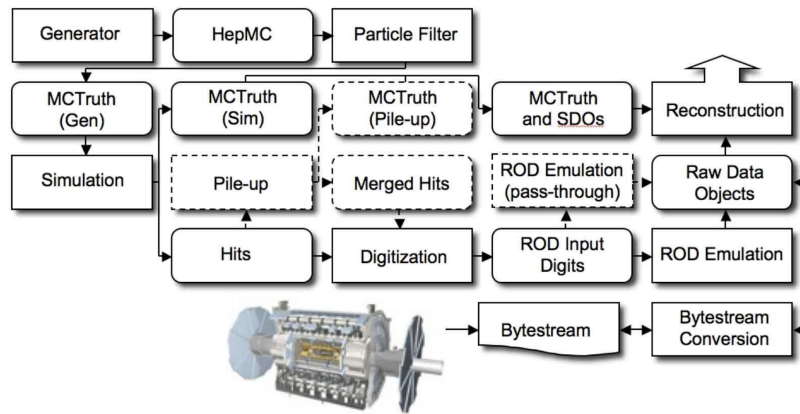 Generator
HepMC
Particle Filter
MCTruth
(Gen)
MCTruth
(Sim)
MCTruth
(Pile-up)
MCTruth
and SDOs
Reconstruction
Simulation
Pile-up
Merged Hits
ROD Emulation
(pass-through)
Raw Data
Objects
Hits
Digitization
ROD Input
Digits
ROD Emulation
Bytestream
Bytestream
Conversion